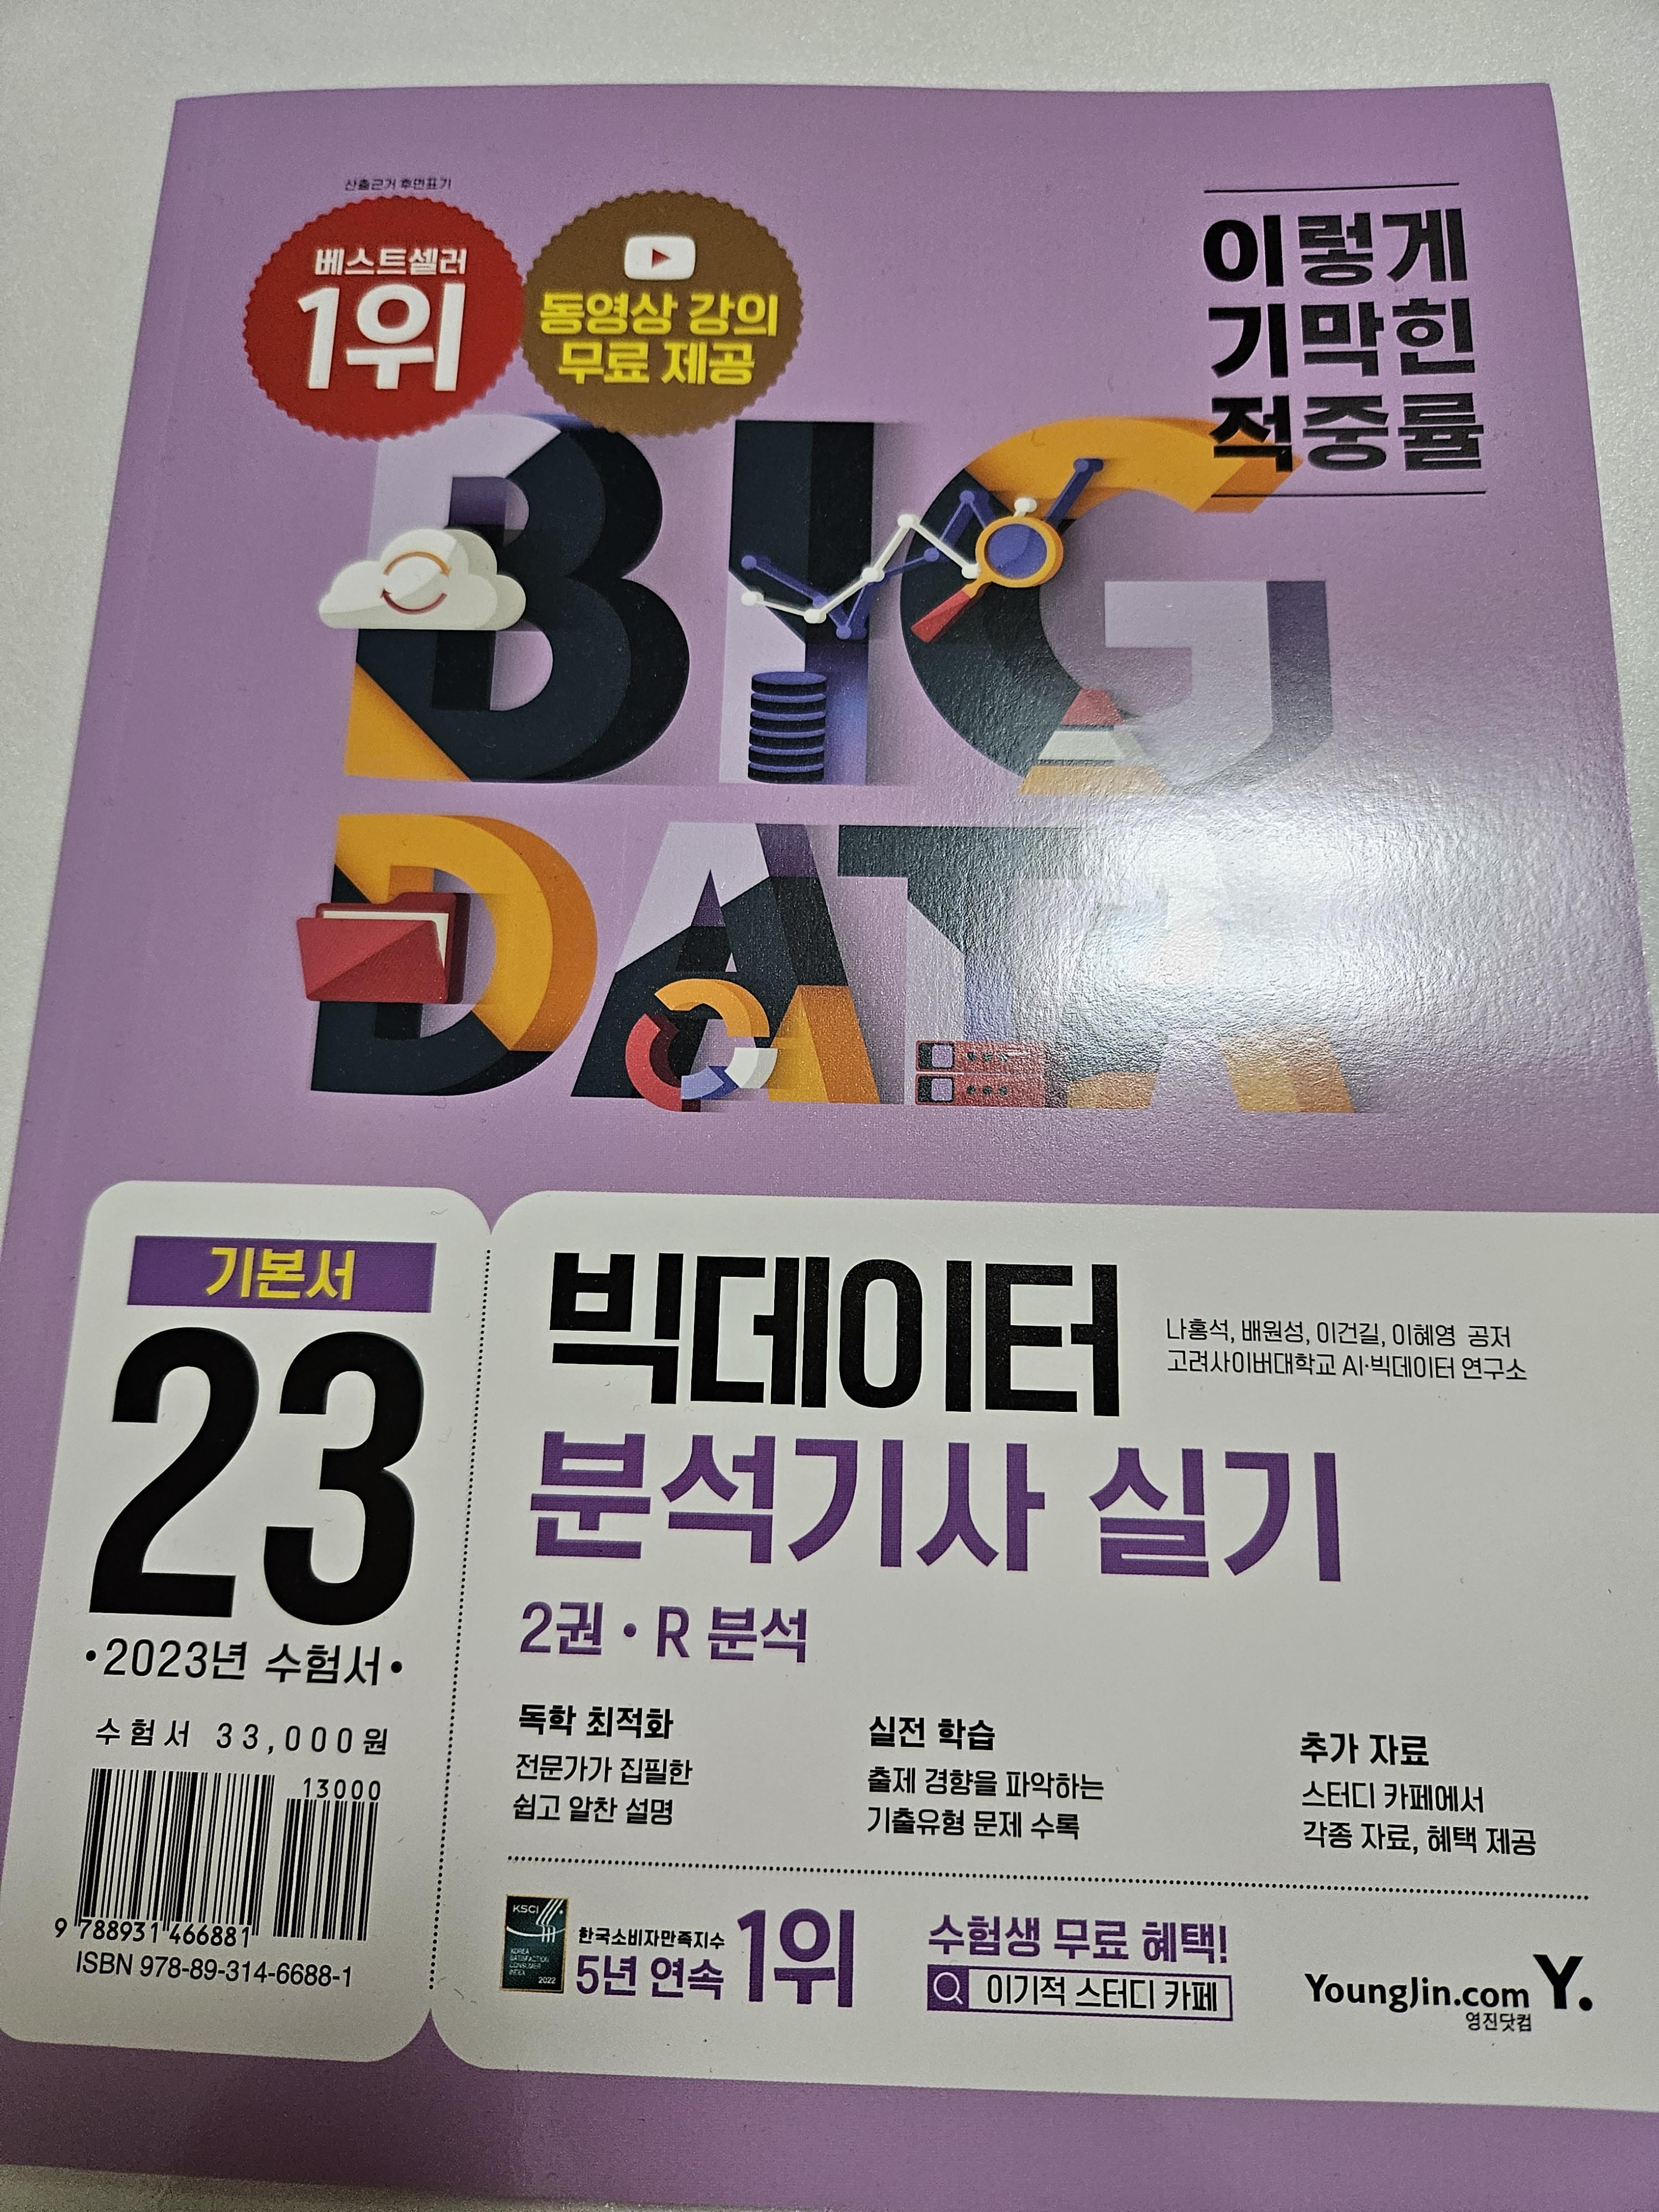 산출근거 후면표기
베스트셀러
1위
동영상 강의
무료 제공
이렇게
기막힌
적중률
BIG
DATA
기본서
23
·2023년 수험서·
수험서 33,000원
13000
9 788931 466881
ISBN 978-89-314-6688-1
빅데이터
나홍석, 배원성, 이건길, 이혜영 공저
고려사이버대학교 AI·빅데이터 연구소
분석기사 실기
2권 · R 분석
독학 최적화
전문가가 집필한
쉽고 알찬 설명
실전 학습
출제 경향을 파악하는
기출유형 문제 수록
추가 자료
스터디 카페에서
각종 자료, 혜택 제공
KSCI
KOREA
SATISFACTION
CONSUMER
INDEX
2022
한국소비자만족지수
5년 연속 1위
수험생 무료 혜택!
이기적 스터디 카페
YoungJin.com Y.
영진닷컴